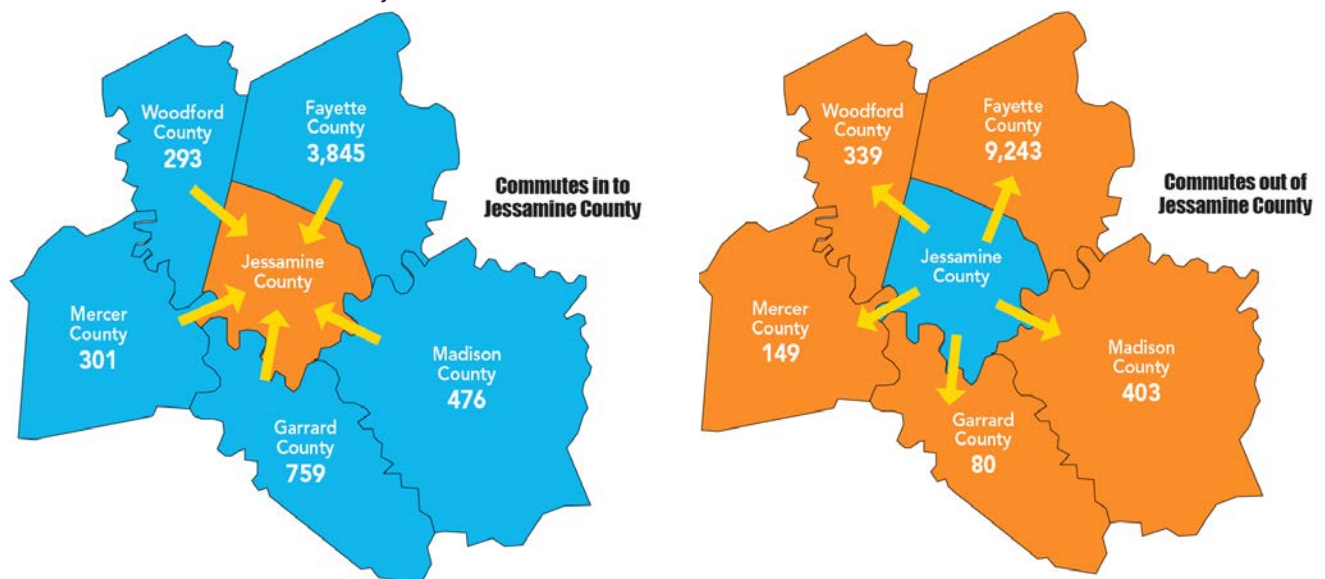 Woodford
County
293
Fayette
County
3,845
Commutes in to
Jessamine County
Jessamine
County
Mercer
County
301
Madison
County
476
Garrard
County
759
Woodford
County
339
Fayette
County
9,243
Commutes out of
Jessamine County
Jessamine
County
Mercer
County
149
Madison
County
403
Garrard
County
80